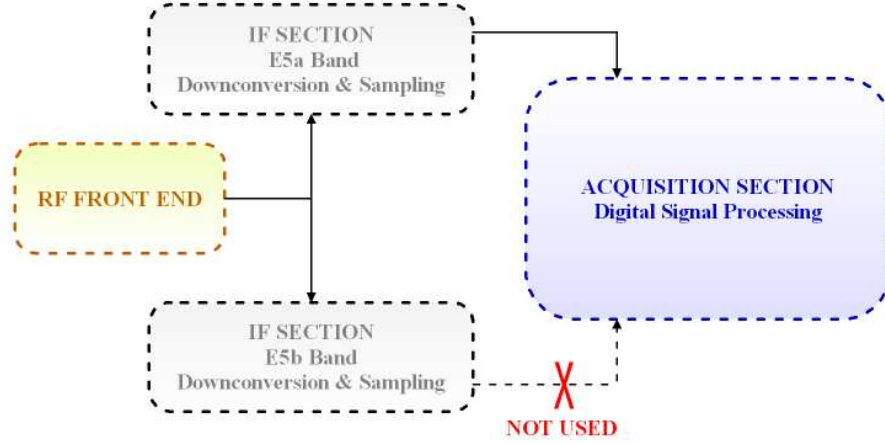 IF SECTION
E5a Band
Downconversion & Sampling
RF FRONT END
ACQUISITION SECTION
Digital Signal Processing
IF SECTION
E5b Band
Downconversion & Sampling
NOT USED